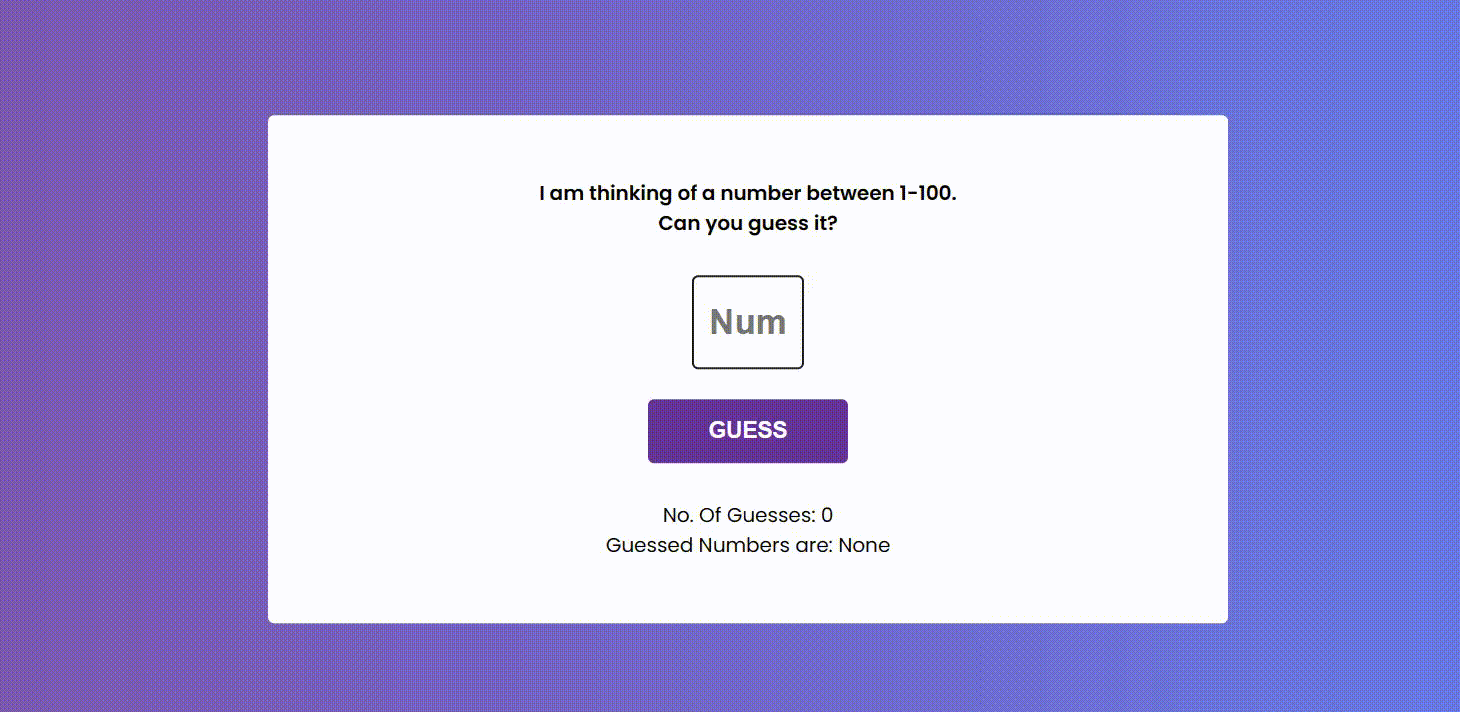 I am thinking of a number between 1-100.
Can you guess it?
Num
GUESS
No. Of Guesses: 0
Guessed Numbers are: None